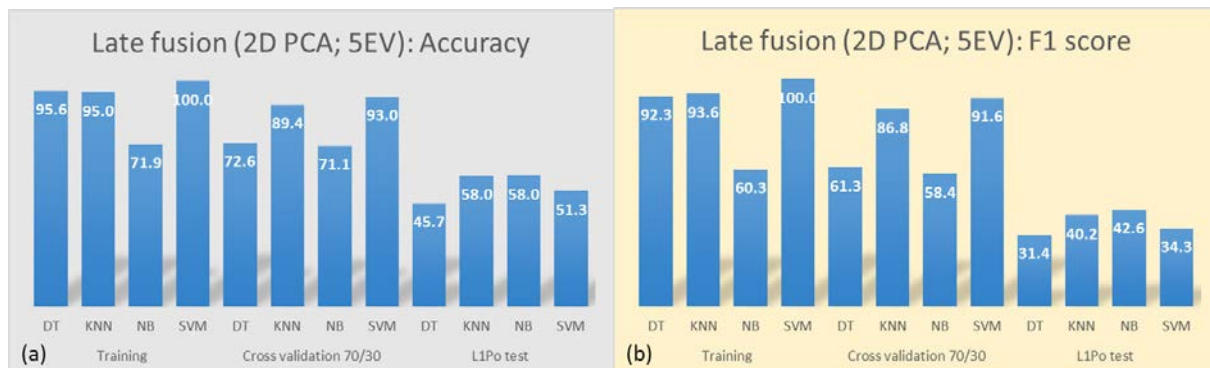 Late fusion (2D PCA; 5EV): Accuracy
95.6 95.0 71.9 100.0 72.6 89.4 71.1 93.0 45.7 58.0 58.0 51.3
DT KNN NB SVM DT KNN NB SVM DT KNN NB SVM
(a) Training Cross validation 70/30 L1Po test
Late fusion (2D PCA; 5EV): F1 score
92.3 93.6 60.3 100.0 61.3 86.8 58.4 91.6 31.4 40.2 42.6 34.3
DT KNN NB SVM DT KNN NB SVM DT KNN NB SVM
(b) Training Cross validation 70/30 L1Po test